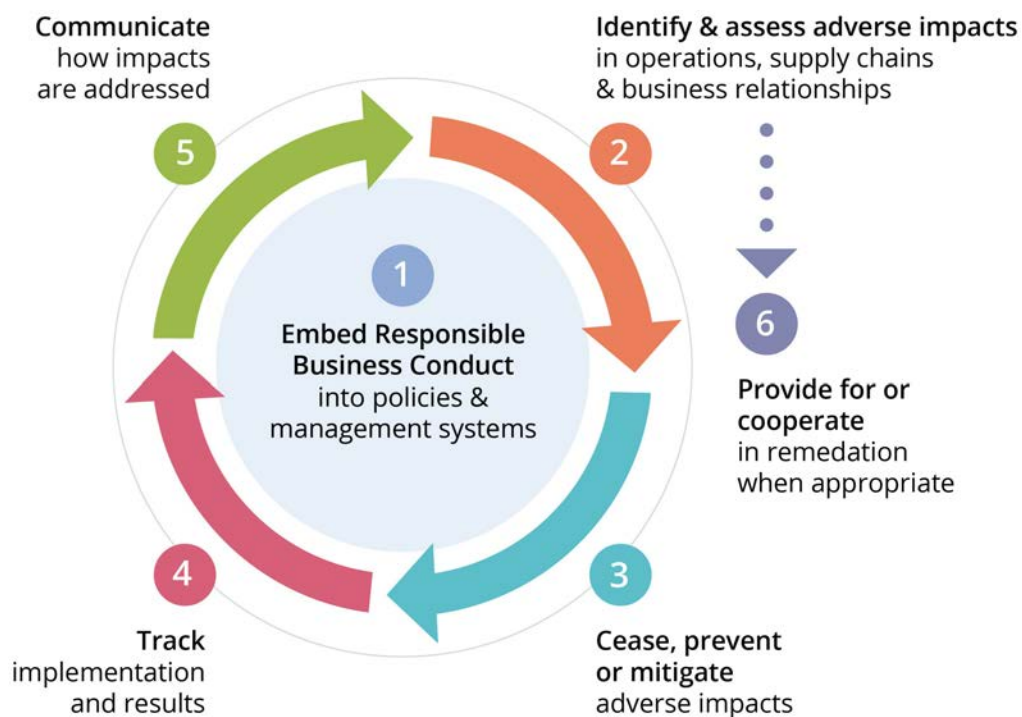 Communicate
how impacts
are addressed
5
Identify & assess adverse impacts
in operations, supply chains
& business relationships
2
1
Embed Responsible
Business Conduct
into policies &
management systems
6
Provide for or
cooperate
in remedation
when appropriate
4
Track
implementation
and results
3
Cease, prevent
or mitigate
adverse impacts